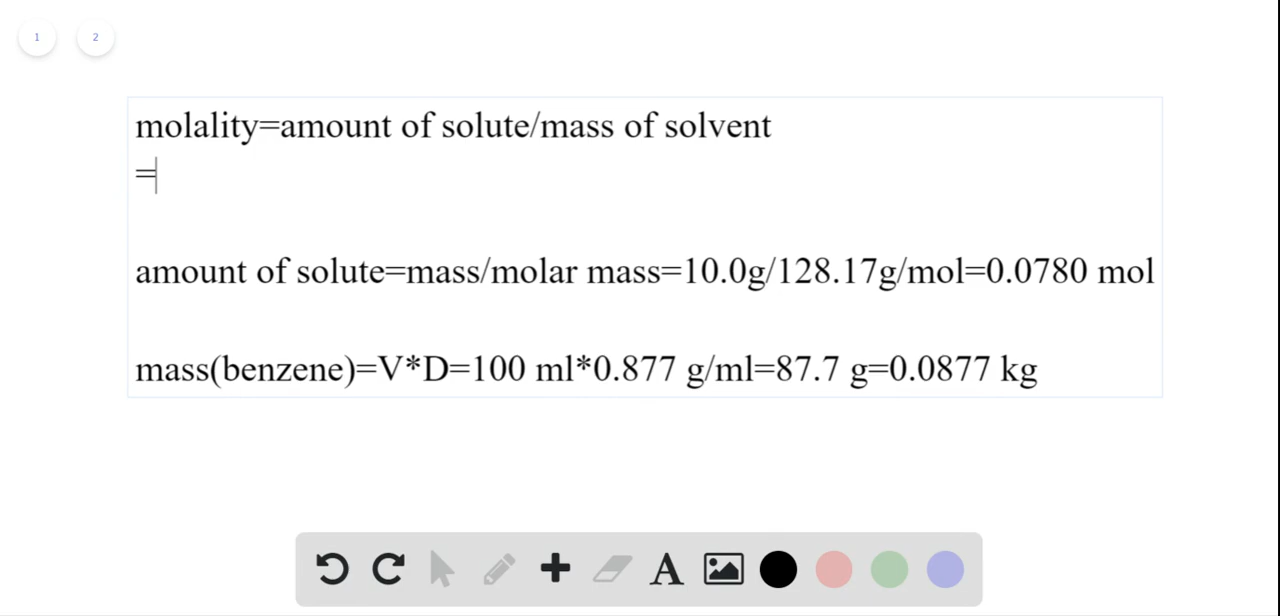 1 2
molality=amount of solute/mass of solvent
=
amount of solute=mass/molar mass=10.0g/128.17g/mol=0.0780 mol
mass(benzene)=V*D=100 ml*0.877 g/ml=87.7 g=0.0877 kg
A